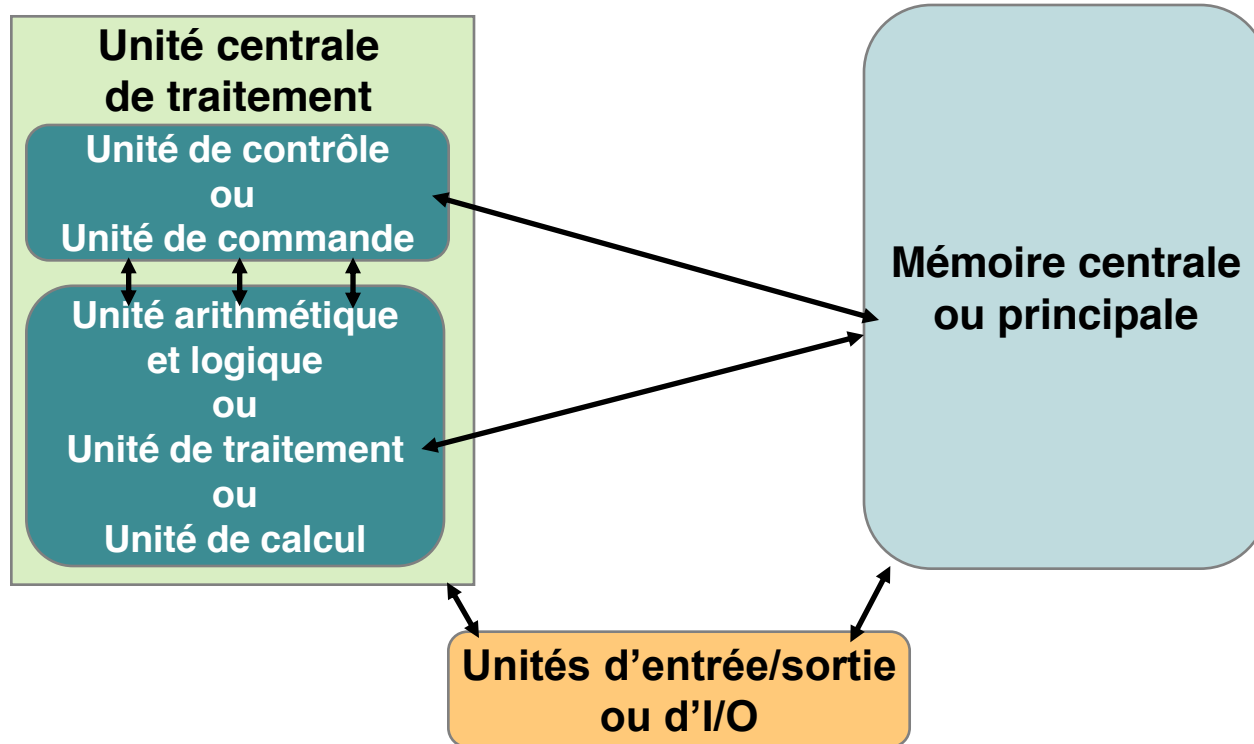 Unité centrale
de traitement
Unité de contrôle
ou
Unité de commande
Unité arithmétique
et logique
ou
Unité de traitement
ou
Unité de calcul
Mémoire centrale
ou principale
Unités d’entrée/sortie
ou d’I/O